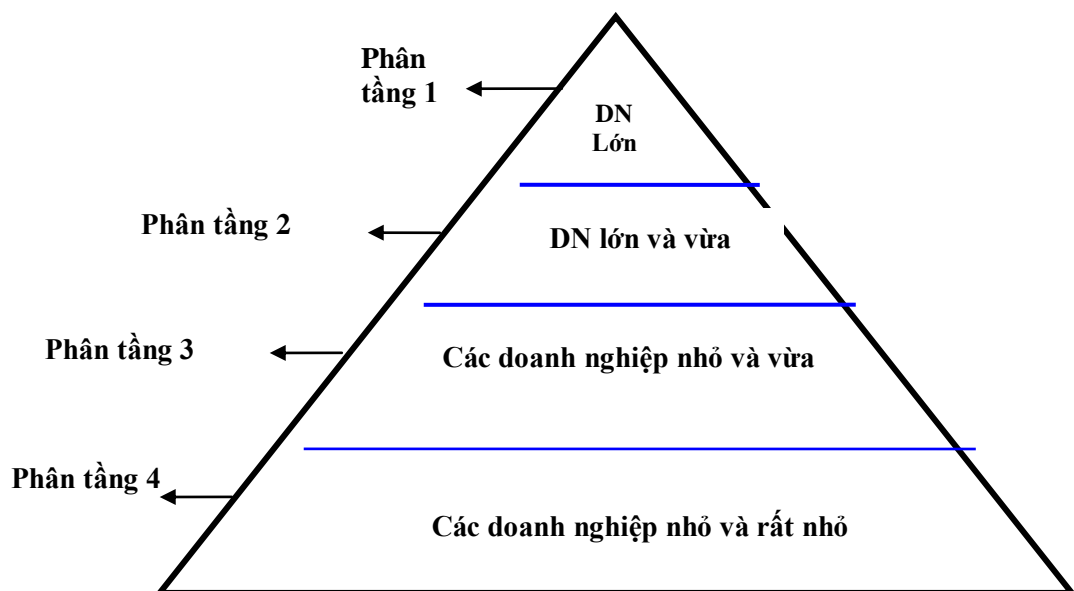 Phân
tầng 1
DN
Lớn
Phân tầng 2
DN lớn và vừa
Phân tầng 3
Các doanh nghiệp nhỏ và vừa
Phân tầng 4
Các doanh nghiệp nhỏ và rất nhỏ